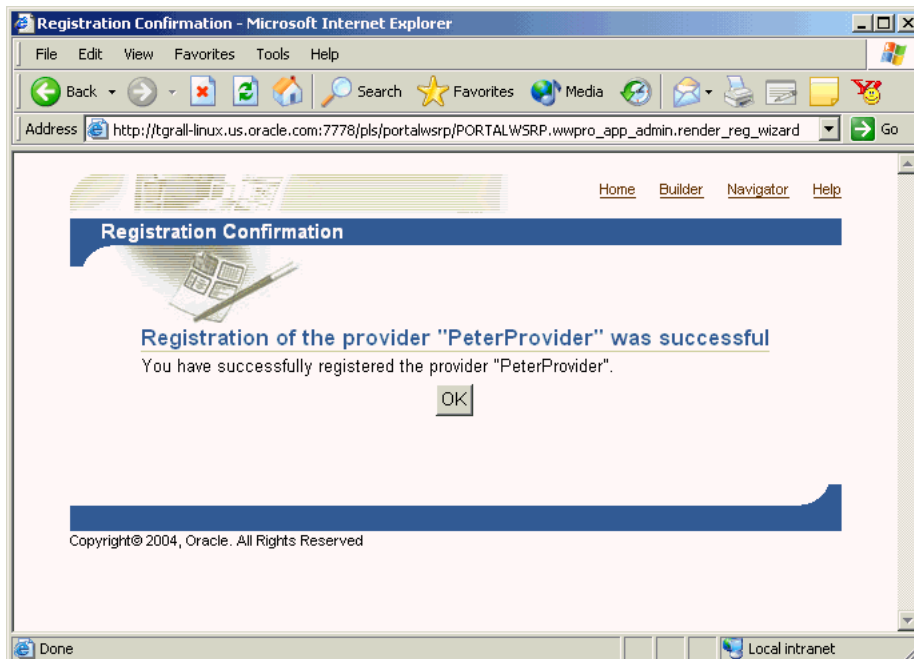 Registration Confirmation - Microsoft Internet Explorer
File Edit View Favorites Tools Help
Back Search Favorites Media
Address http://tgrall-linux.us.oracle.com:7778/pls/portalwsrp/PORTALWSRP.wwpro_app_admin.render_reg_wizard Go
Home Builder Navigator Help
Registration Confirmation
Registration of the provider "PeterProvider" was successful
You have successfully registered the provider "PeterProvider".
OK
Copyright© 2004, Oracle. All Rights Reserved
Done Local intranet